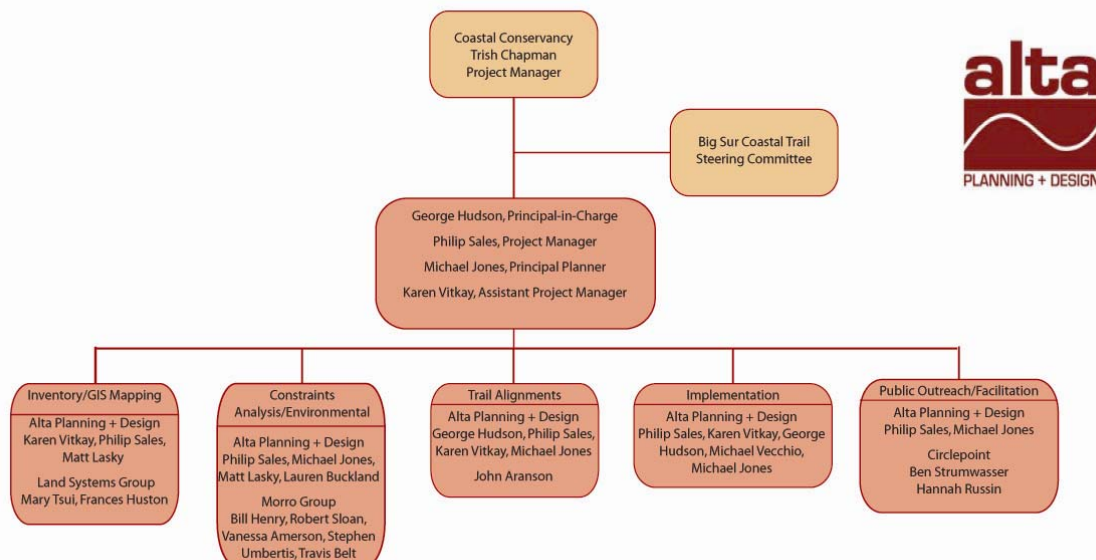 Coastal Conservancy
Trish Chapman
Project Manager
alta
PLANNING + DESIGN
Big Sur Coastal Trail
Steering Committee
George Hudson, Principal-in-Charge
Philip Sales, Project Manager
Michael Jones, Principal Planner
Karen Vitkay, Assistant Project Manager
Inventory/GIS Mapping
Alta Planning + Design
Karen Vitkay, Philip Sales,
Matt Lasky
Land Systems Group
Mary Tsui, Frances Huston
Constraints
Analysis/Environmental
Alta Planning + Design
Philip Sales, Michael Jones,
Matt Lasky, Lauren Buckland
Morro Group
Bill Henry, Robert Sloan,
Vanessa Amerson, Stephen
Umbertis, Travis Belt
Trail Alignments
Alta Planning + Design
George Hudson, Philip Sales,
Karen Vitkay, Michael Jones
John Aranson
Implementation
Alta Planning + Design
Philip Sales, Karen Vitkay, George
Hudson, Michael Vecchio,
Michael Jones
Public Outreach/Facilitation
Alta Planning + Design
Philip Sales, Michael Jones
Circlepoint
Ben Strumwasser
Hannah Russin